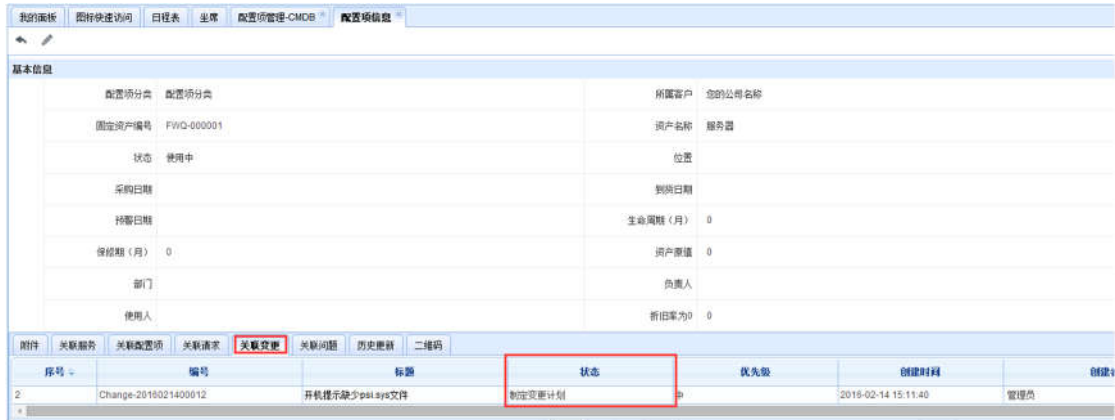 我的面板 图标快速访问 日程表 坐席 配置项管理-CMDB 配置项信息
基本信息
配置项分类 配置项分类 所属客户 您的公司名称
固定资产编号 FWQ-000001 资产名称 服务器
状态 使用中 位置
采购日期 到货日期
预警日期 生命周期（月） 0
保修期（月） 0 资产原值 0
部门 负责人
使用人 折旧率为0 0
附件 关联服务 关联配置项 关联请求 关联变更 关联问题 历史更新 二维码
序号 编号 标题 状态 优先级 创建时间 创建
2 Change-2016021400012 开机提示缺少psi.sys文件 制定变更计划 中 2016-02-14 15:11:40 管理员